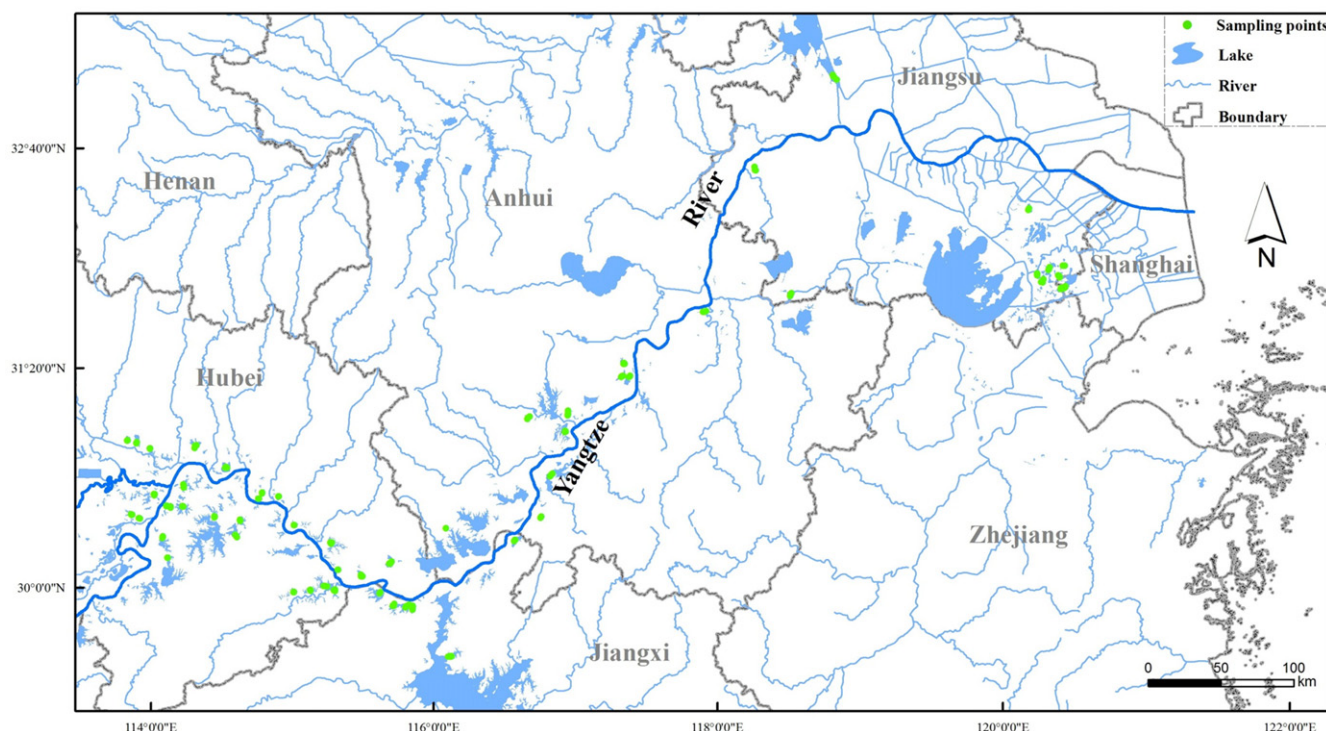 Sampling points
Lake
River
Boundary
Jiangsu
32°40'0"N
Henan
Anhui
River
Shanghai
31°20'0"N
Hubei
Yangtze
Zhejiang
30°0'0"N
Jiangxi
N
0 50 100
km
114°0'0"E 116°0'0"E 118°0'0"E 120°0'0"E 122°0'0"E